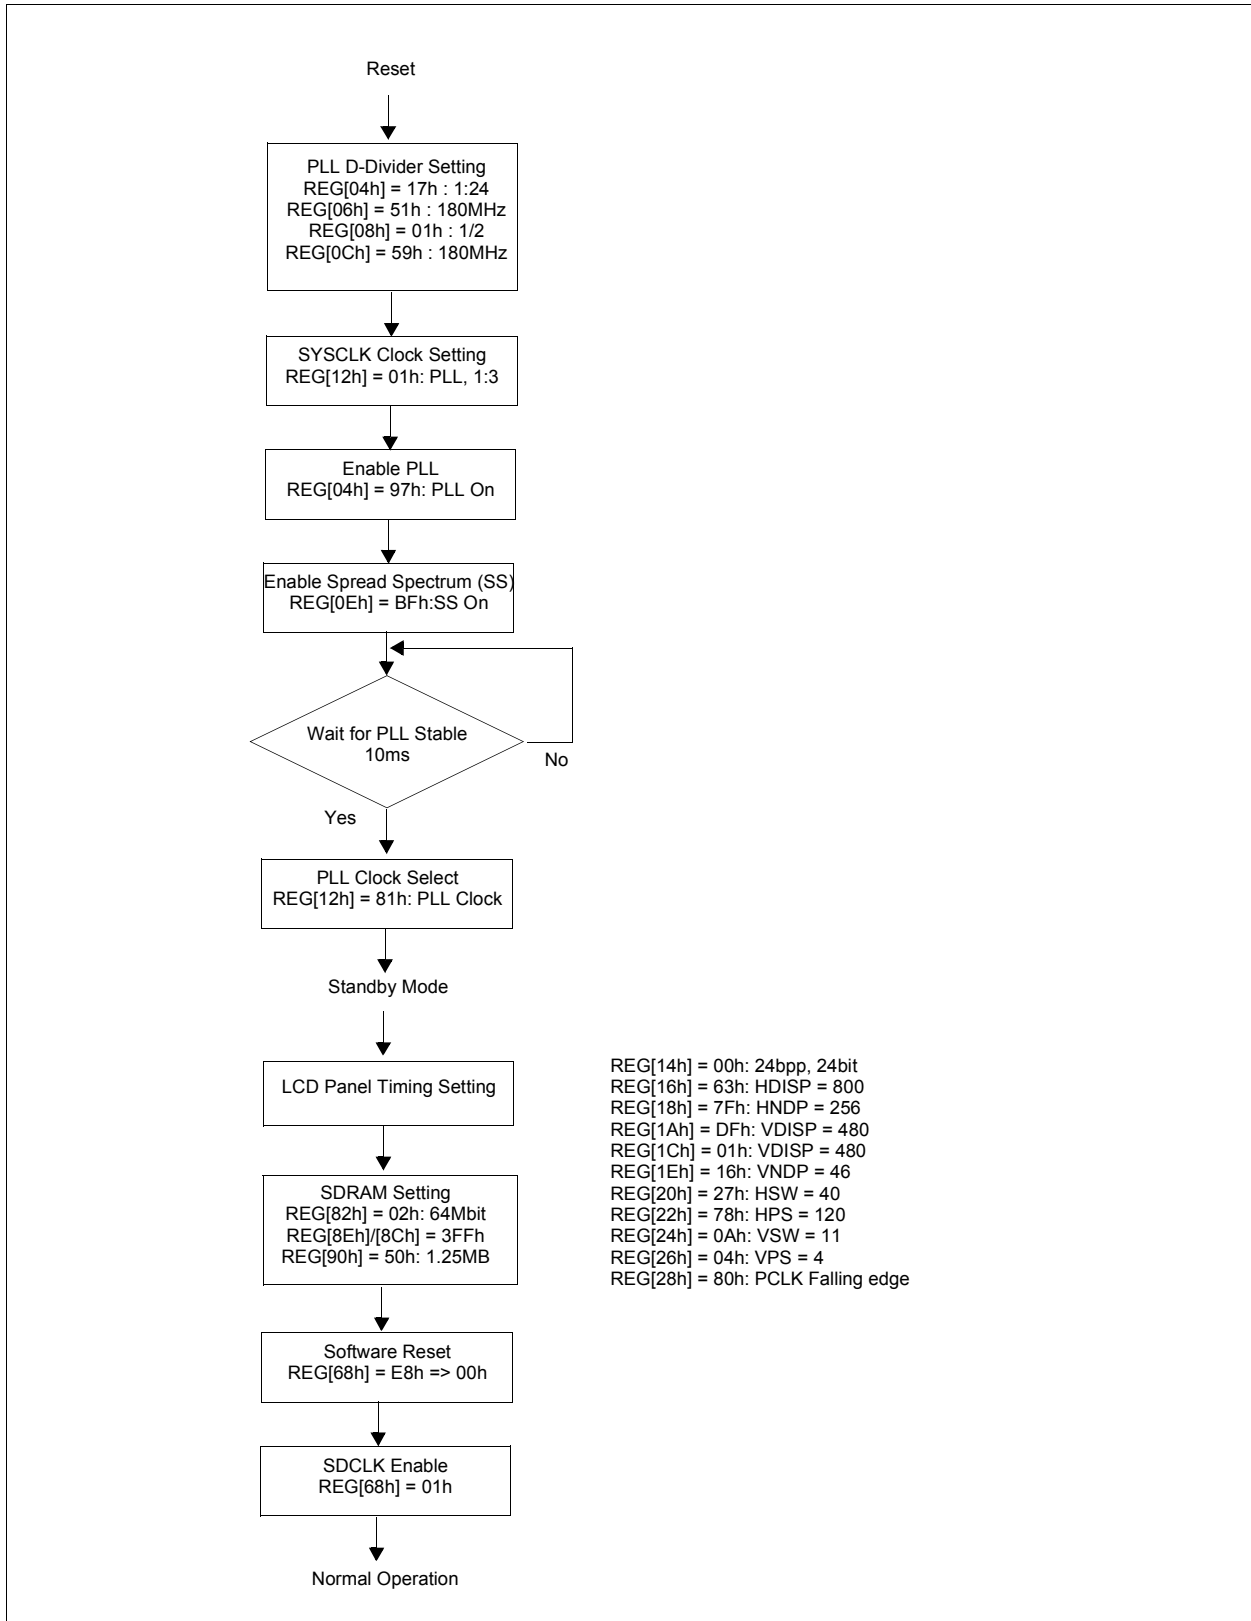 Reset
PLL D-Divider Setting
REG[04h] = 17h : 1:24
REG[06h] = 51h : 180MHz
REG[08h] = 01h : 1/2
REG[0Ch] = 59h : 180MHz
SYSCLK Clock Setting
REG[12h] = 01h: PLL, 1:3
Enable PLL
REG[04h] = 97h: PLL On
Enable Spread Spectrum (SS)
REG[0Eh] = BFh:SS On
Wait for PLL Stable
10ms
No
Yes
PLL Clock Select
REG[12h] = 81h: PLL Clock
Standby Mode
LCD Panel Timing Setting
REG[14h] = 00h: 24bpp, 24bit
REG[16h] = 63h: HDISP = 800
REG[18h] = 7Fh: HNDP = 256
REG[1Ah] = DFh: VDISP = 480
REG[1Ch] = 01h: VDISP = 480
REG[1Eh] = 16h: VNDP = 46
REG[20h] = 27h: HSW = 40
REG[22h] = 78h: HPS = 120
REG[24h] = 0Ah: VSW = 11
REG[26h] = 04h: VPS = 4
REG[28h] = 80h: PCLK Falling edge
SDRAM Setting
REG[82h] = 02h: 64Mbit
REG[8Eh]/[8Ch] = 3FFh
REG[90h] = 50h: 1.25MB
Software Reset
REG[68h] = E8h => 00h
SDCLK Enable
REG[68h] = 01h
Normal Operation